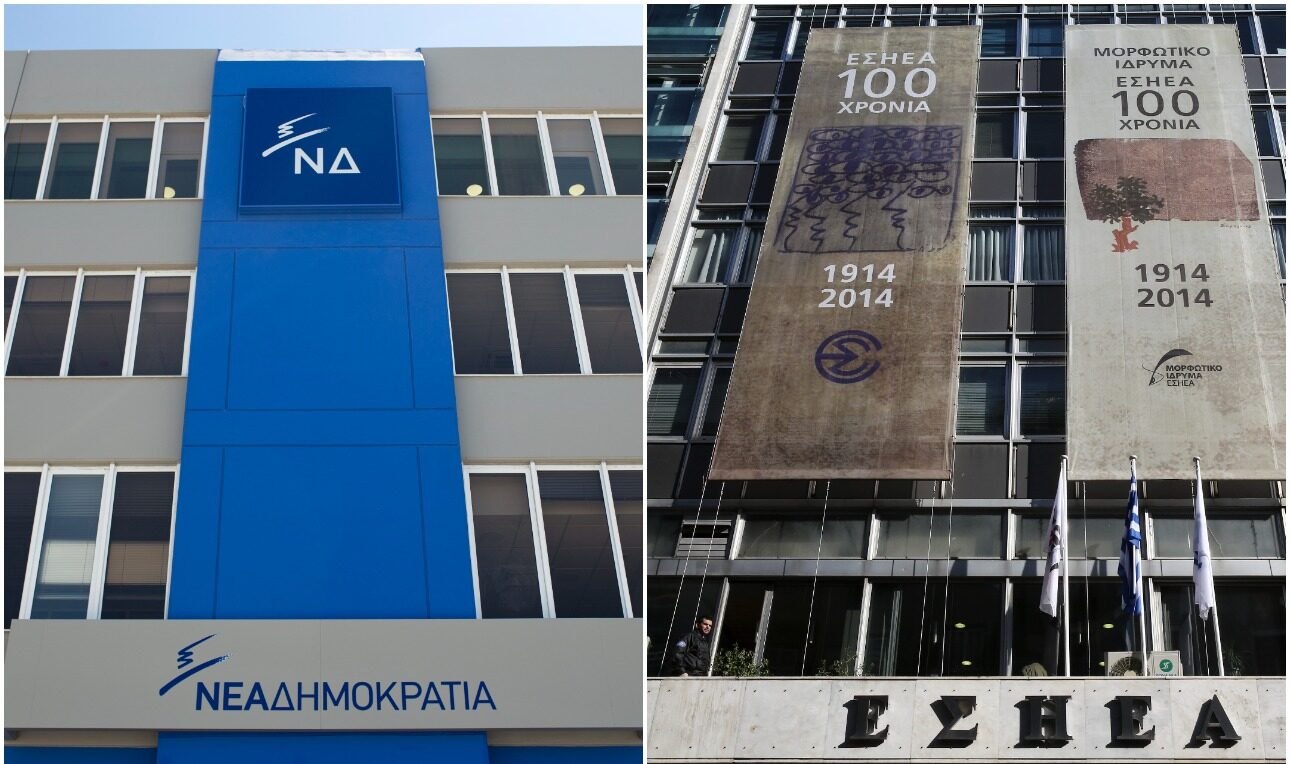 ΝΔ
ΝΕΑΔΗΜΟΚΡΑΤΙΑ
ΕΣΗΕΑ
100
ΧΡΟΝΙΑ
1914
2014
ΜΟΡΦΩΤΙΚΟ
ΙΔΡΥΜΑ
ΕΣΗΕΑ
100
ΧΡΟΝΙΑ
1914
2014
ΜΟΡΦΩΤΙΚΟ
ΙΔΡΥΜΑ
ΕΣΗΕΑ
ΕΣΗΕΑ